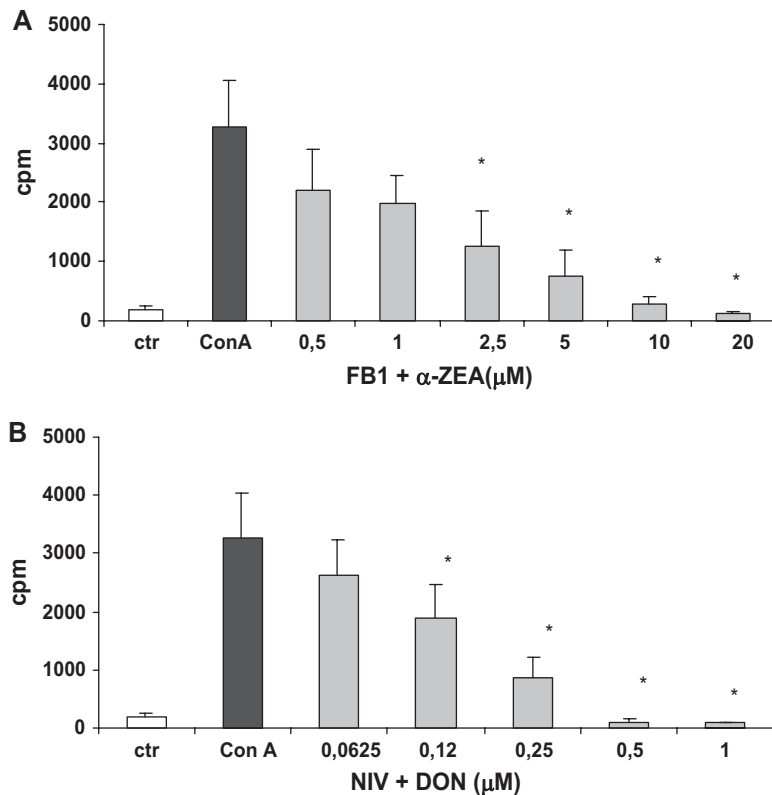 A
5000
4000
3000
2000
1000
0
cpm
*
*
*
*
ctr ConA 0,5 1 2,5 5 10 20
FB1 + α-ZEA(μM)
B
5000
4000
3000
2000
1000
0
cpm
*
*
*
*
ctr Con A 0,0625 0,12 0,25 0,5 1
NIV + DON (μM)